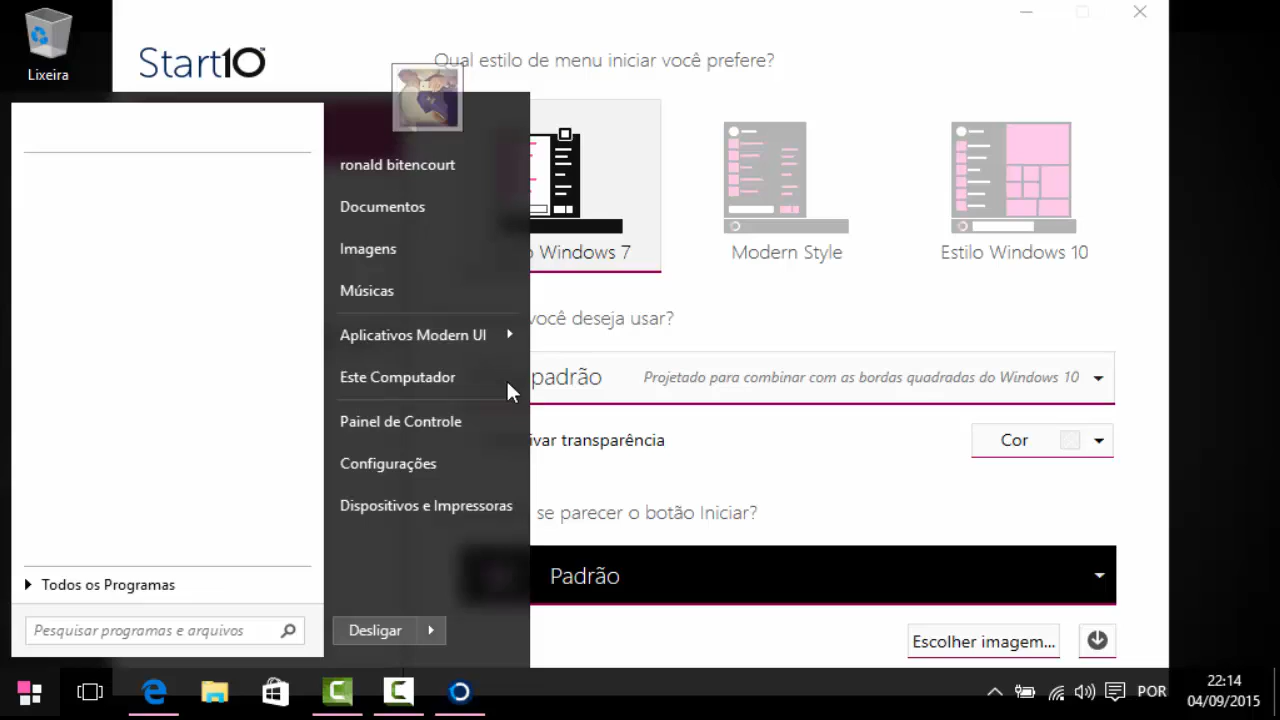 Lixeira
Start10™
Qual estilo de menu iniciar você prefere?
Windows 7
Modern Style
Estilo Windows 10
você deseja usar?
padrão
Projetado para combinar com as bordas quadradas do Windows 10
ivar transparência
Cor
se parecer o botão Iniciar?
Padrão
Escolher imagem...
ronald bitencourt
Documentos
Imagens
Músicas
Aplicativos Modern UI
Este Computador
Painel de Controle
Configurações
Dispositivos e Impressoras
Todos os Programas
Pesquisar programas e arquivos
Desligar
POR
22:14
04/09/2015